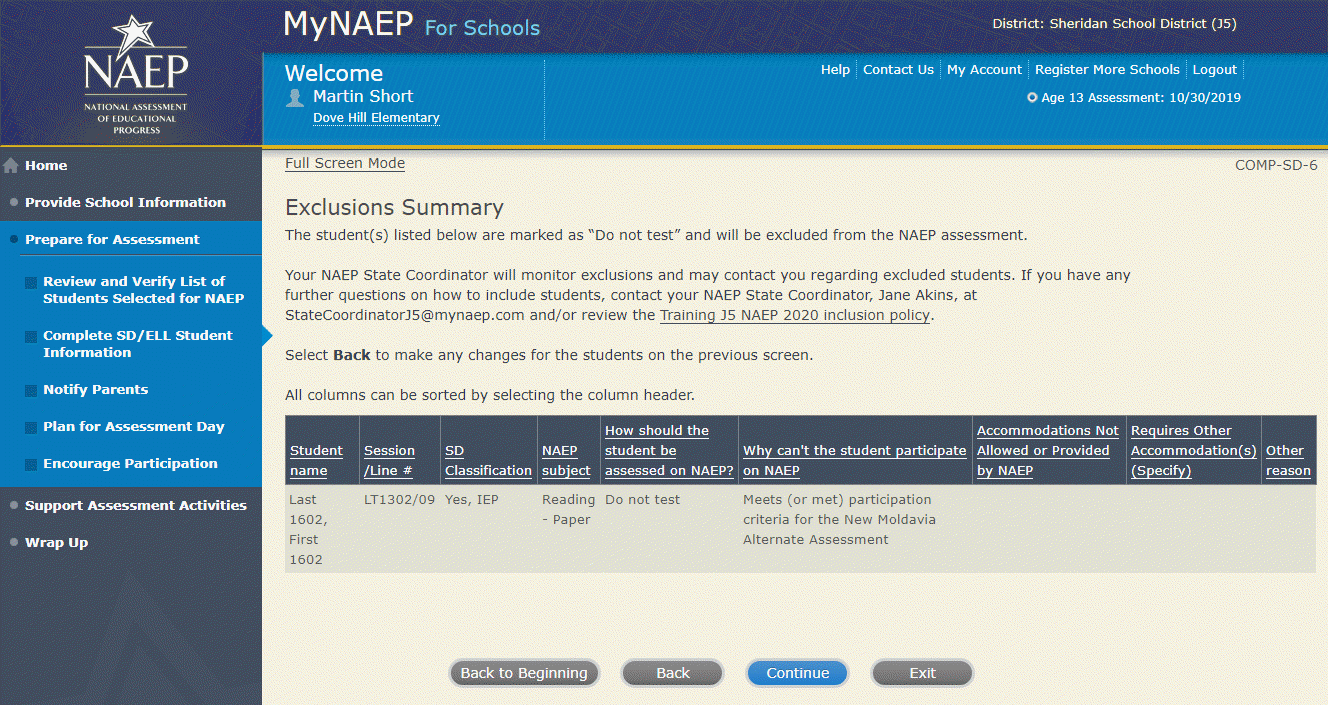 NAEP
NATIONAL ASSESSMENT
OF EDUCATIONAL
PROGRESS
MyNAEP For Schools
District: Sheridan School District (J5)
Welcome
Martin Short
Dove Hill Elementary
Help Contact Us My Account Register More Schools Logout
Age 13 Assessment: 10/30/2019
Home
Provide School Information
Prepare for Assessment
Review and Verify List of
Students Selected for NAEP
Complete SD/ELL Student
Information
Notify Parents
Plan for Assessment Day
Encourage Participation
Support Assessment Activities
Wrap Up
Full Screen Mode
COMP-SD-6
Exclusions Summary
The student(s) listed below are marked as “Do not test” and will be excluded from the NAEP assessment.
Your NAEP State Coordinator will monitor exclusions and may contact you regarding excluded students. If you have any
further questions on how to include students, contact your NAEP State Coordinator, Jane Akins, at
StateCoordinatorJ5@mynaep.com and/or review the Training J5 NAEP 2020 inclusion policy.
Select Back to make any changes for the students on the previous screen.
All columns can be sorted by selecting the column header.
Student
name
Session
/Line #
SD
Classification
NAEP
subject
How should the
student be
assessed on NAEP?
Why can't the student participate
on NAEP
Accommodations Not
Allowed or Provided
by NAEP
Requires Other
Accommodation(s)
(Specify)
Other
reason
Last
1602,
First
1602
LT1302/09
Yes, IEP
Reading
- Paper
Do not test
Meets (or met) participation
criteria for the New Moldavia
Alternate Assessment
Back to Beginning
Back
Continue
Exit